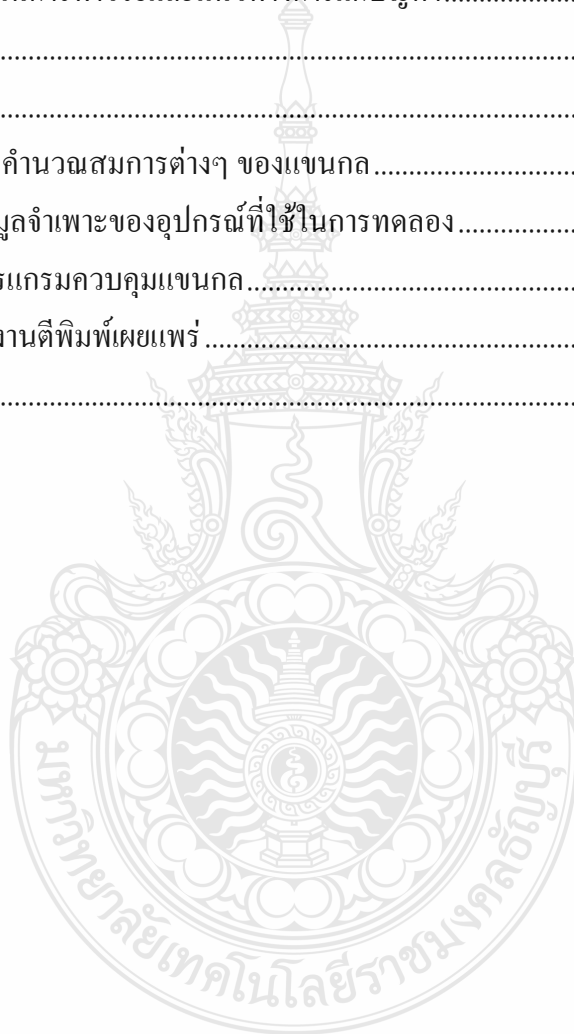 คำนวณสมการต่างๆ ของแขนกล
มูลจำเพาะของอุปกรณ์ที่ใช้ในการทดลอง
รแกรมควบคุมแขนกล
งานตีพิมพ์เผยแพร่
มหาวิทยาลัยเทคโนโลยีราชมงคลธัญบุรี